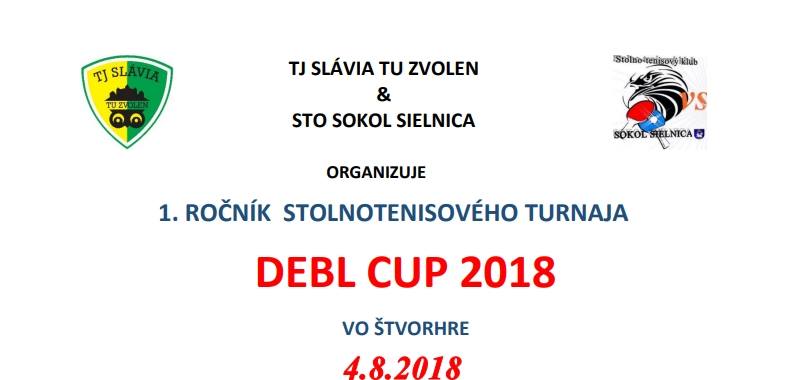 TJ SLÁVIA
TU ZVOLEN
TJ SLÁVIA TU ZVOLEN
&
STO SOKOL SIELNICA
Stolno-tenisový klub
VS
SOKOL SIELNICA
ORGANIZUJE
1. ROČNÍK STOLNOTENISOVÉHO TURNAJA
DEBL CUP 2018
VO ŠTVORHRE
4.8.2018